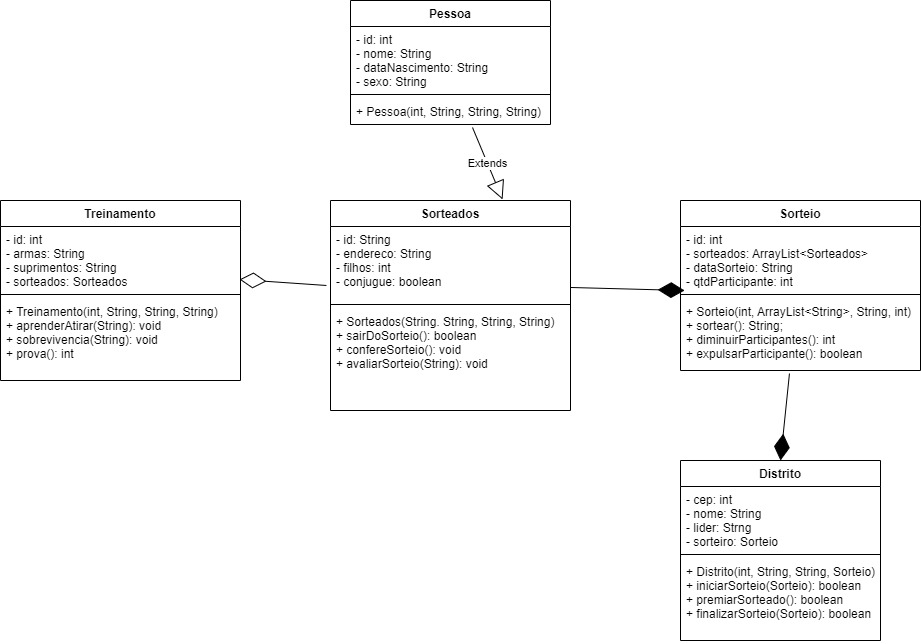 Pessoa
- id: int
- nome: String
- dataNascimento: String
- sexo: String
+ Pessoa(int, String, String, String)
Extends
Treinamento
- id: int
- armas: String
- suprimentos: String
- sorteados: Sorteados
+ Treinamento(int, String, String, String)
+ aprenderAtirar(String): void
+ sobrevivencia(String): void
+ prova(): int
Sorteados
- id: String
- endereco: String
- filhos: int
- conjugue: boolean
+ Sorteados(String. String, String, String)
+ sairDoSorteio(): boolean
+ confereSorteio(): void
+ avaliarSorteio(String): void
Sorteio
- id: int
- sorteados: ArrayList<Sorteados>
- dataSorteio: String
- qtdParticipante: int
+ Sorteio(int, ArrayList<String>, String, int)
+ sortear(): String;
+ diminuirParticipantes(): int
+ expulsarParticipante(): boolean
Distrito
- cep: int
- nome: String
- lider: Strng
- sorteiro: Sorteio
+ Distrito(int, String, String, Sorteio)
+ iniciarSorteio(Sorteio): boolean
+ premiarSorteado(): boolean
+ finalizarSorteio(Sorteio): boolean